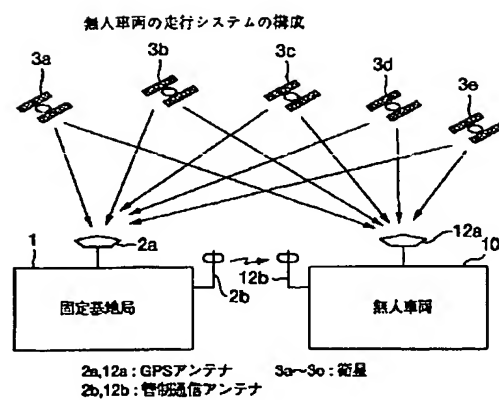 無人車両の走行システムの構成
3a 3b 3c 3d 3e
1 2a 12a 10
2b 12b
固定基地局 無人車両
2a,12a : GPSアンテナ 3a~3e : 衛星
2b,12b : 管制通信アンテナ